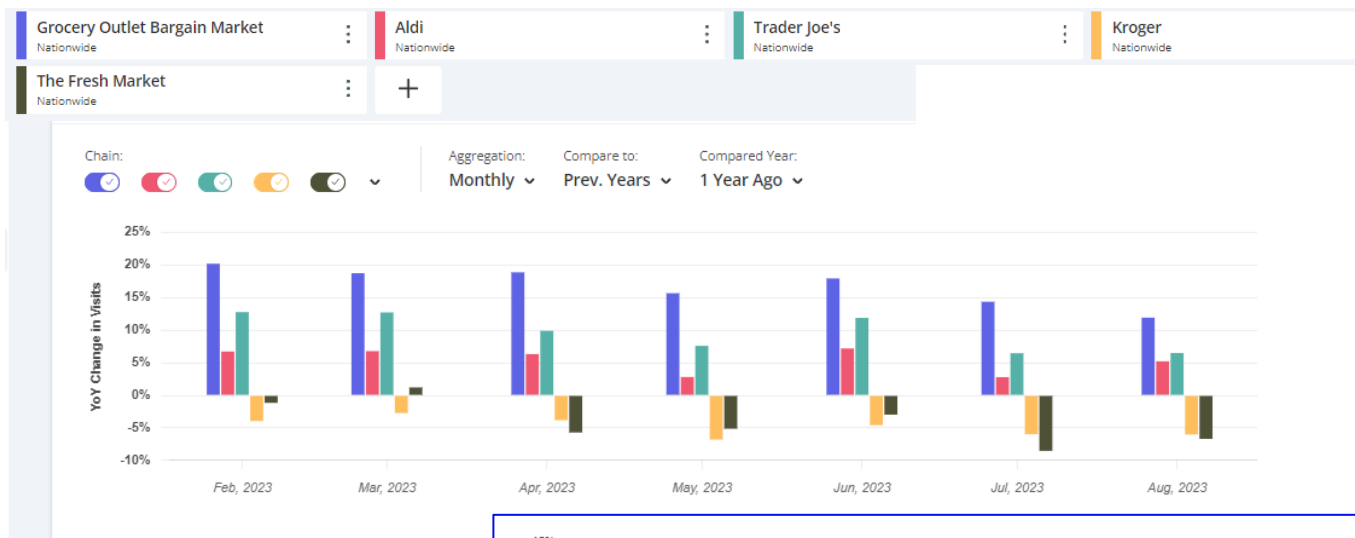 Grocery Outlet Bargain Market
Nationwide
Aldi
Nationwide
Trader Joe's
Nationwide
Kroger
Nationwide
The Fresh Market
Nationwide
+
Chain:
Aggregation:
Monthly
Compare to:
Prev. Years
Compared Year:
1 Year Ago
YoY Change in Visits
25%
20%
15%
10%
5%
0%
-5%
-10%
Feb, 2023
Mar, 2023
Apr, 2023
May, 2023
Jun, 2023
Jul, 2023
Aug, 2023